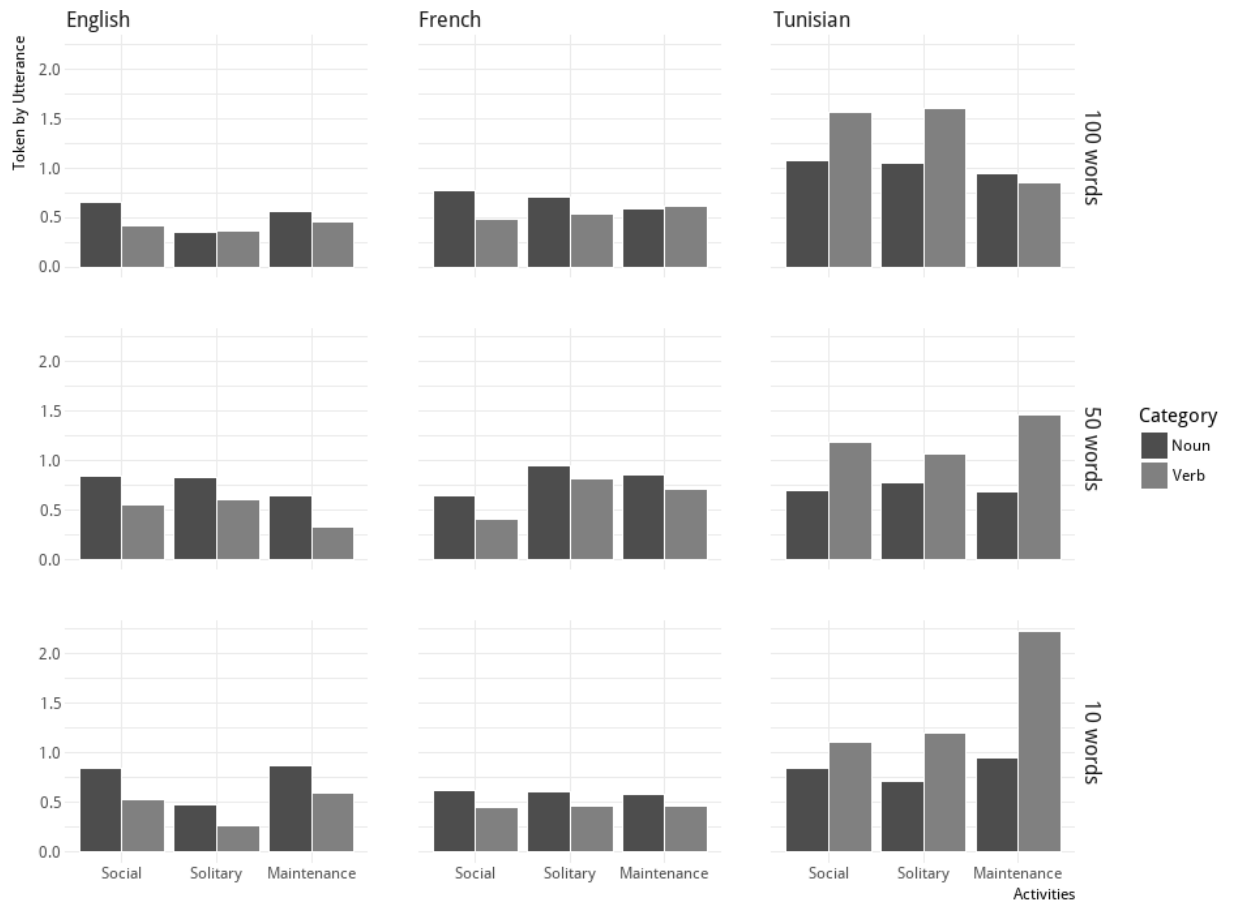 English
French
Tunisian
Token by Utterance
2.0
1.5
1.0
0.5
0.0
100 words
2.0
1.5
1.0
0.5
0.0
50 words
Category
Noun
Verb
2.0
1.5
1.0
0.5
0.0
10 words
Social Solitary Maintenance
Social Solitary Maintenance
Social Solitary Maintenance
Activities